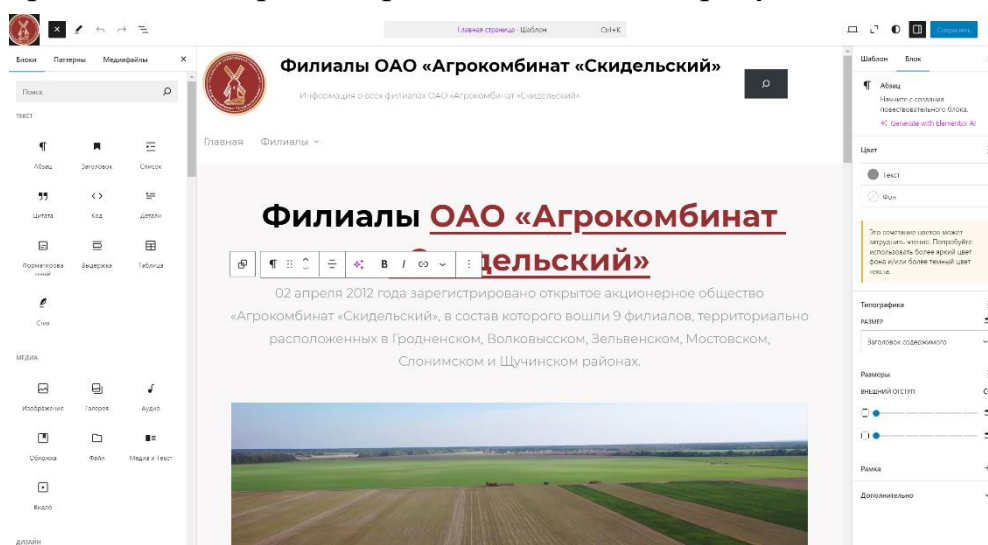 Главная страница · Шаблон
Ctrl+K
Сохранить
Блоки
Паттерны
Медиафайлы
Поиск
ТЕКСТ
Абзац
Заголовок
Список
Цитата
Код
Детали
Форматирова
нный
Выдержка
Таблица
Стих
МЕДИА
Изображение
Галерея
Аудио
Обложка
Файл
Медиа и Текст
Видео
ДИЗАЙН
Филиалы ОАО «Агрокомбинат «Скидельский»
Информация о всех филиалах ОАО «Агрокомбинат «Скидельский»
Главная
Филиалы
Филиалы ОАО «Агрокомбинат
дельский»
B
I
02 апреля 2012 года зарегистрировано открытое акционерное общество
«Агрокомбинат «Скидельский», в состав которого вошли 9 филиалов, территориально
расположенных в Гродненском, Волковысском, Зельвенском, Мостовском,
Слонимском и Щучинском районах.
Шаблон
Блок
Абзац
Начните с создания
повествовательного блока.
Generate with Elementor AI
Цвет
Текст
Фон
Это сочетание цветов может
затруднить чтение. Попробуйте
использовать более яркий цвет
фона и/или более темный цвет
текста.
Типографика
РАЗМЕР
Заголовок содержимого
Размеры
ВНЕШНИЙ ОТСТУП
Рамка
Дополнительно